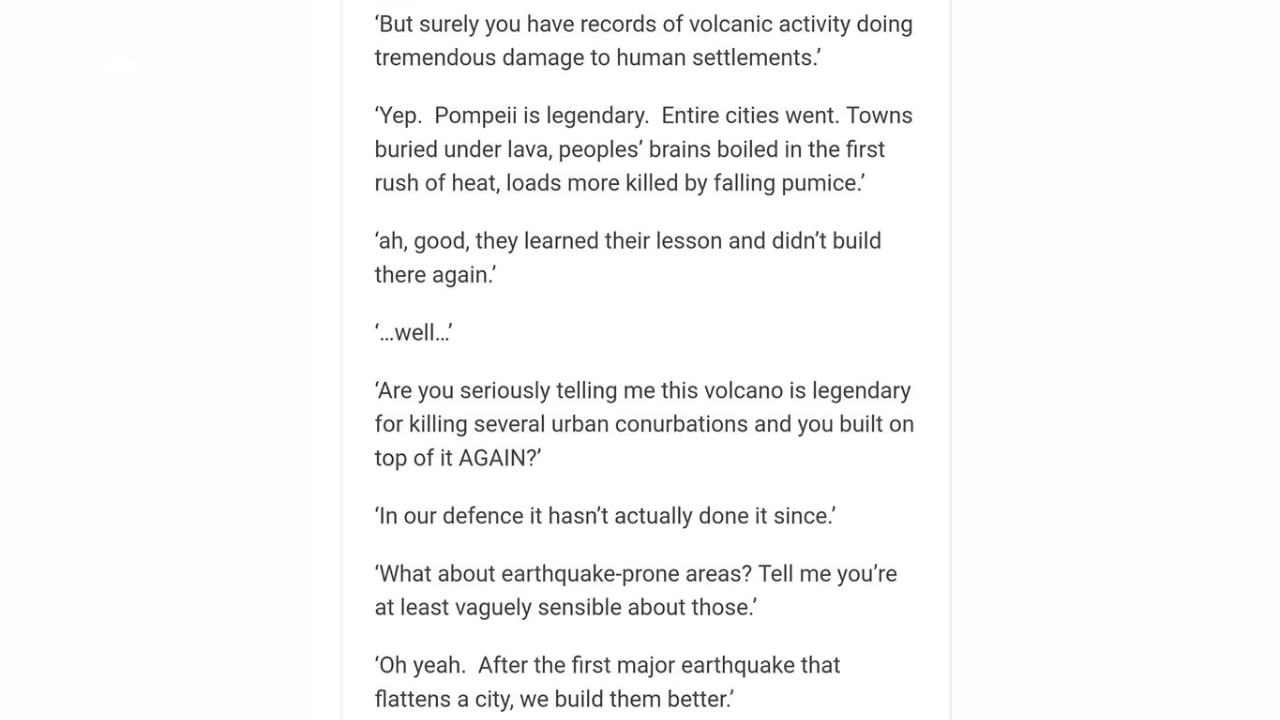 ‘But surely you have records of volcanic activity doing
tremendous damage to human settlements.’
‘Yep.  Pompeii is legendary.  Entire cities went. Towns
buried under lava, peoples’ brains boiled in the first
rush of heat, loads more killed by falling pumice.’
‘ah, good, they learned their lesson and didn’t build
there again.’
‘…well…’
‘Are you seriously telling me this volcano is legendary
for killing several urban conurbations and you built on
top of it AGAIN?’
‘In our defence it hasn’t actually done it since.’
‘What about earthquake-prone areas? Tell me you’re
at least vaguely sensible about those.’
‘Oh yeah.  After the first major earthquake that
flattens a city, we build them better.’